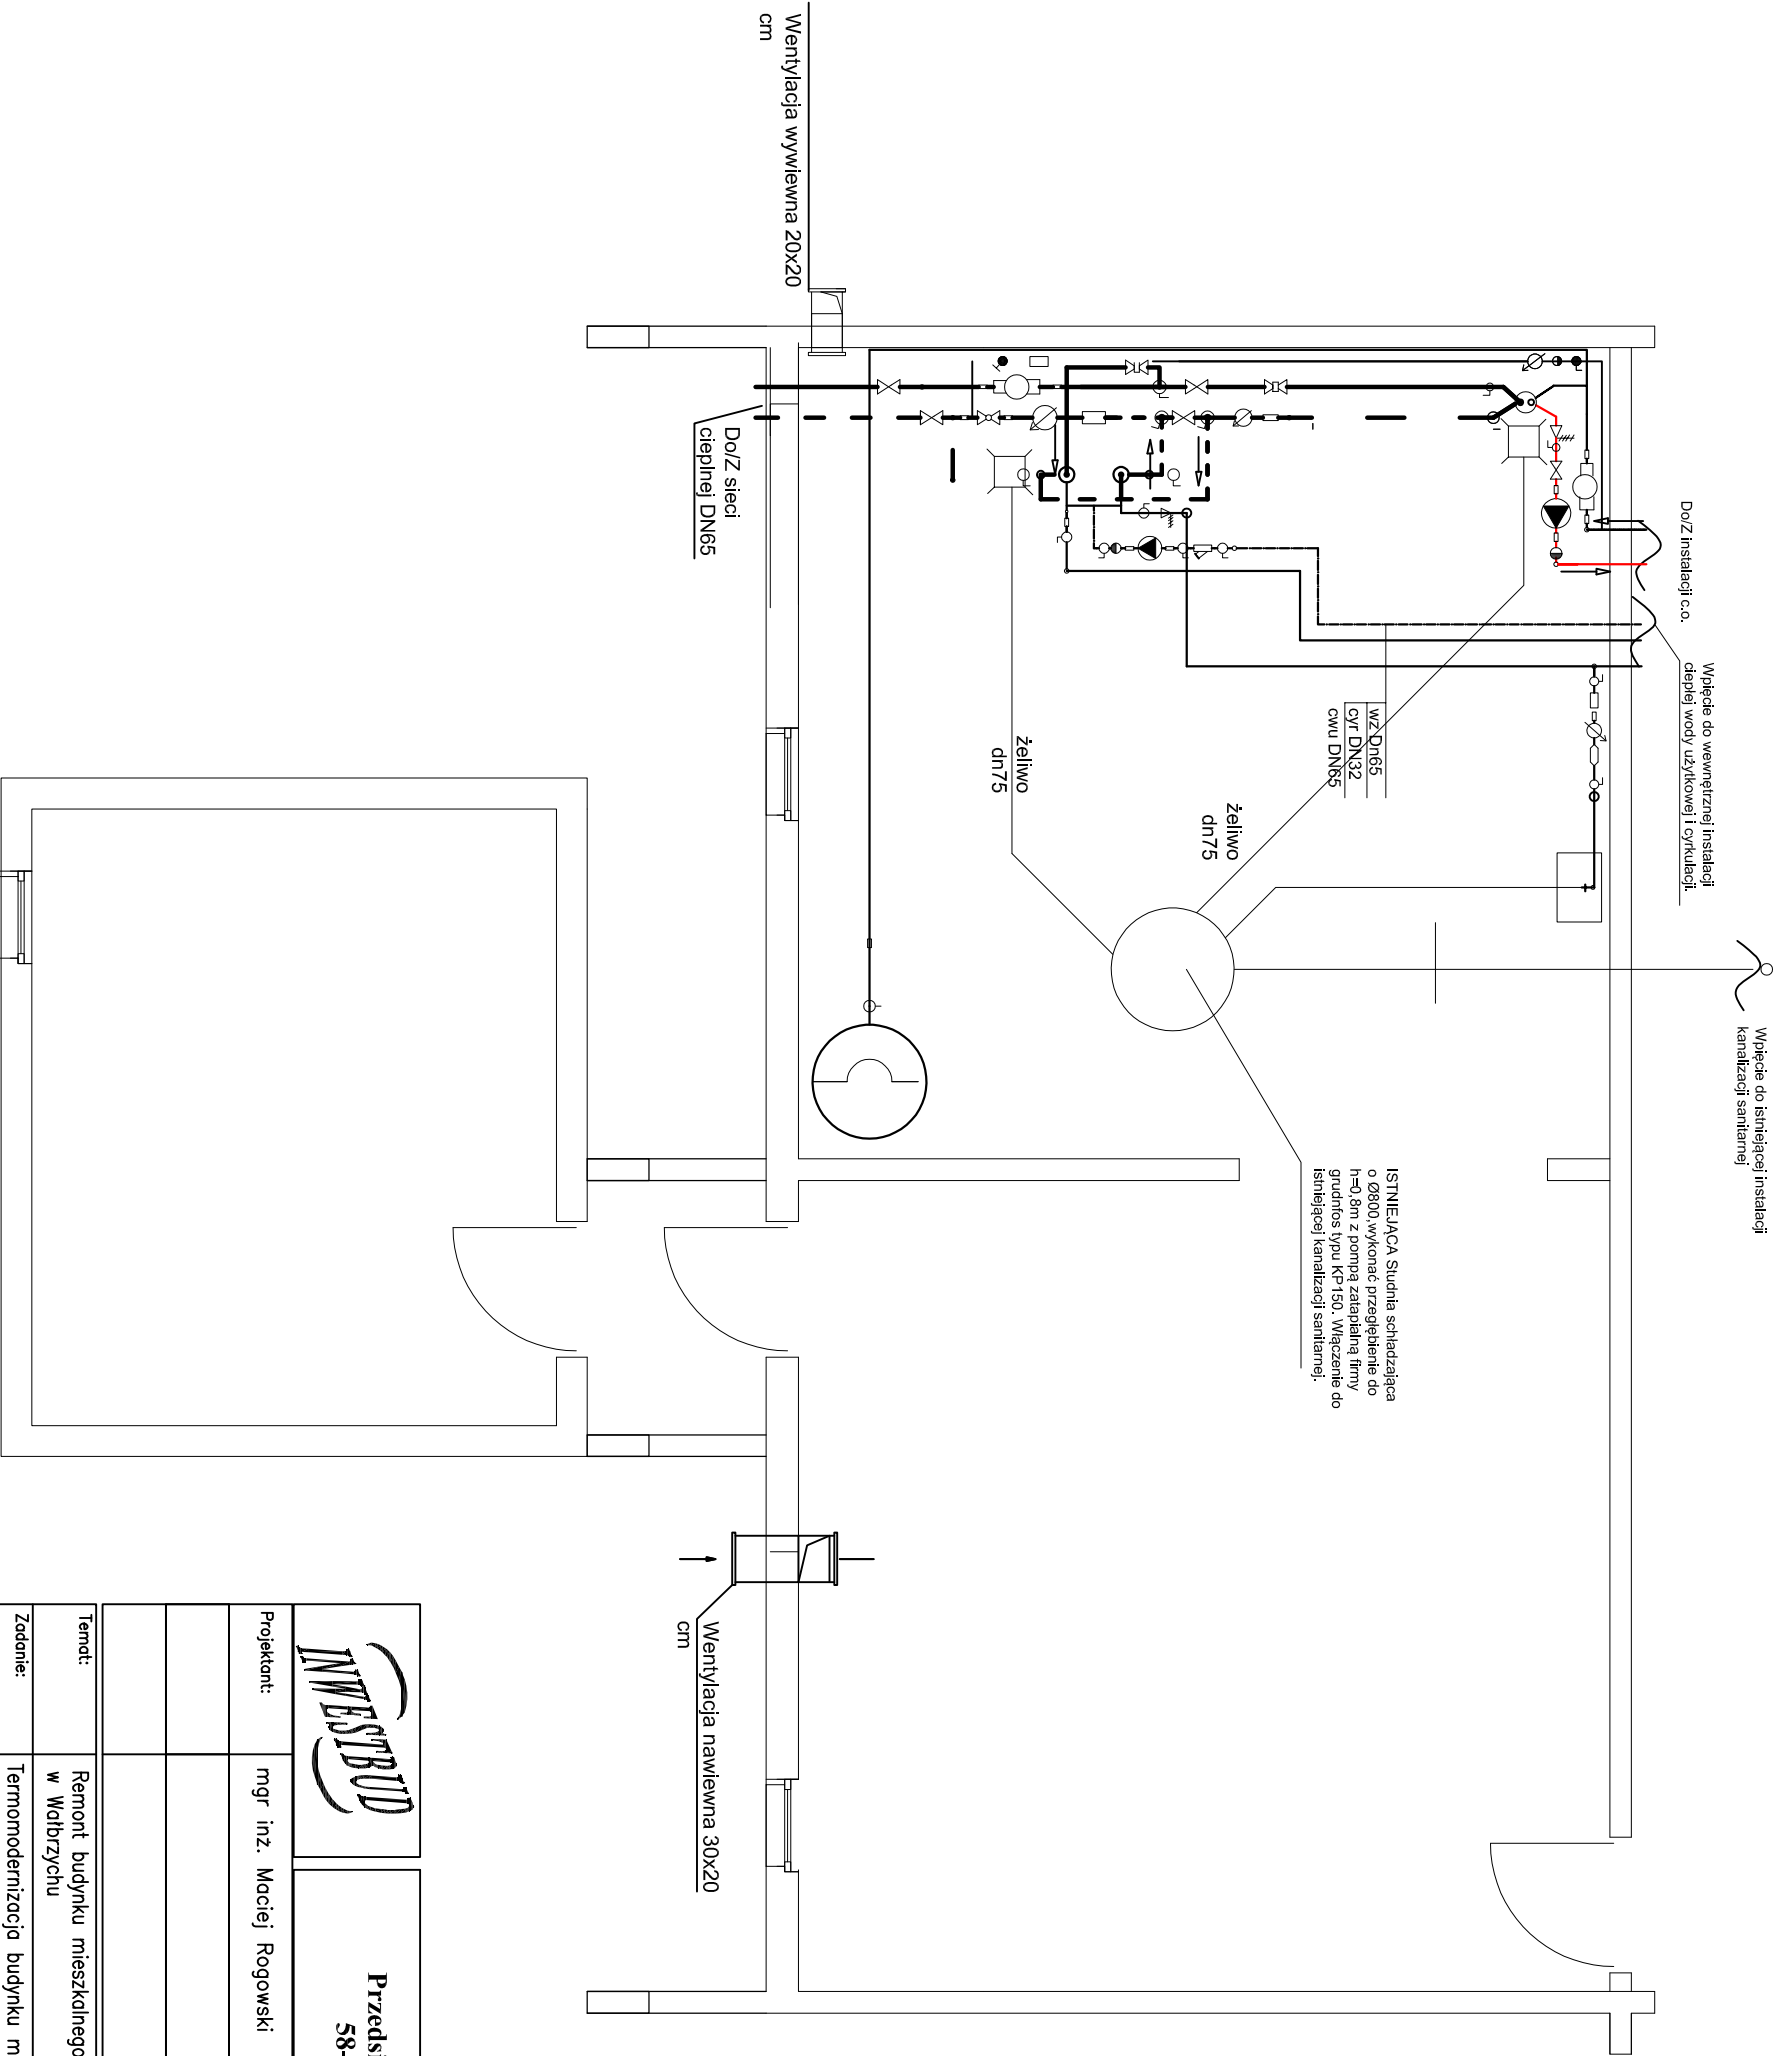 Wpięcie do istniejącej instalacji
kanalizacji sanitarnej
Wpięcie do wewnętrznej instalacji
ciepłej wody użytkowej i cyrkulacji.
Do/Z instalacji c.o.
wz Dn65
cyr DN32
cwu DN65
żeliwo
dn75
żeliwo
dn75
ISTNIEJĄCA Studnia schładzająca
o Ø800,wykonać przegłębienie do
h=0,8m z pompą zatapialną firmy
grudnfos typu KP150. Włączenie do
istniejącej kanalizacji sanitarnej.
Wentylacja wywiewna 20x20
cm
Do/Z sieci
cieplnej DN65
Wentylacja nawiewna 30x20
cm
INWESTBUD
Przedsi
58-
Projektant:
mgr inż. Maciej Rogowski
Temat:
Remont budynku mieszkalnego
w Wałbrzychu
Zadanie:
Termomodernizacja budynku m